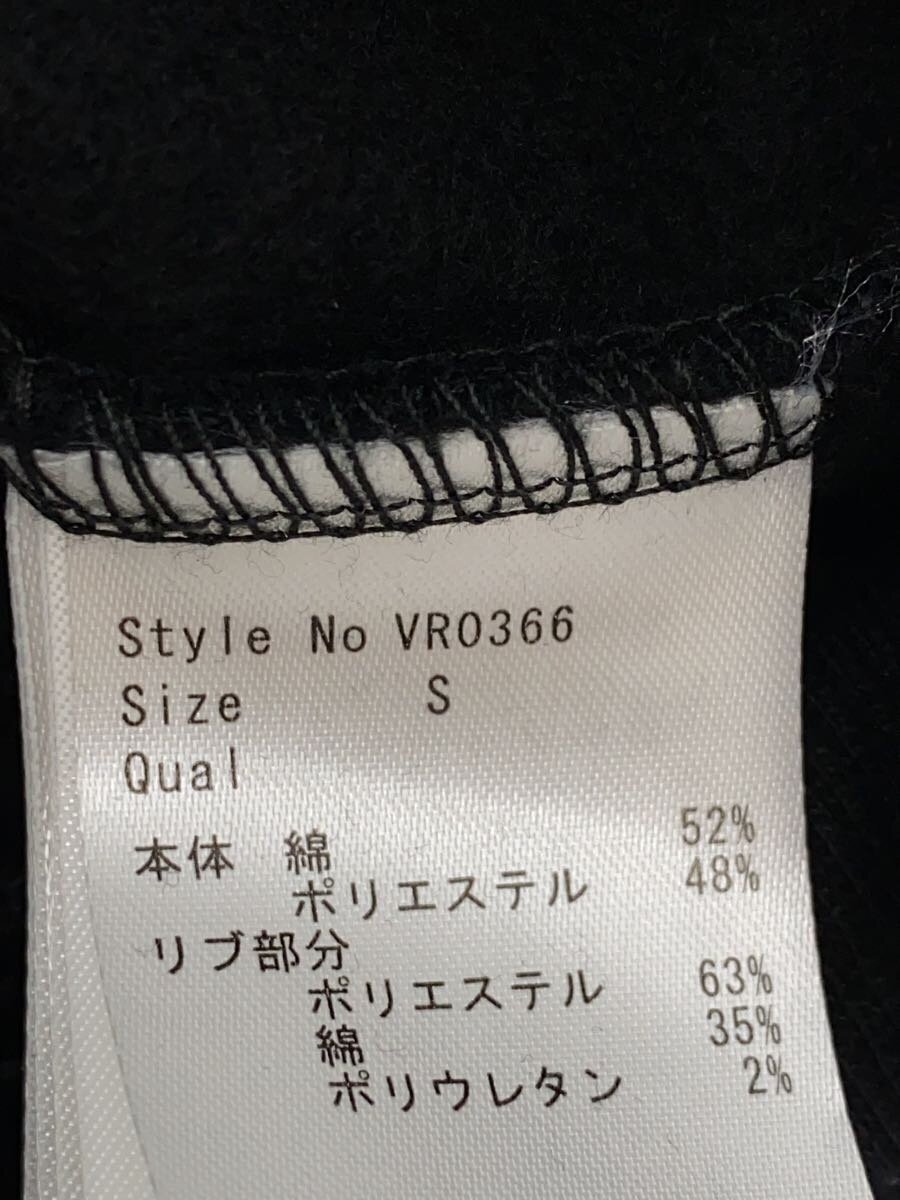 Style No VR0366
Size S
Qual
本体 綿 52%
ポリエステル 48%
リブ部分
ポリエステル 63%
綿 35%
ポリウレタン 2%